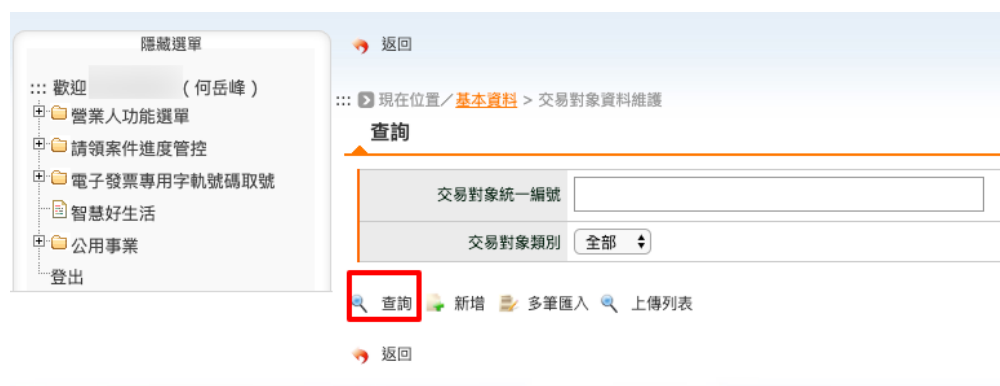 隱藏選單
::: 歡迎 (何岳峰)
營業人功能選單
請領案件進度管控
電子發票專用字軌號碼取號
智慧好生活
公用事業
登出
返回
::: 現在位置／基本資料 > 交易對象資料維護
查詢
交易對象統一編號
交易對象類別 全部
查詢 新增 多筆匯入 上傳列表
返回